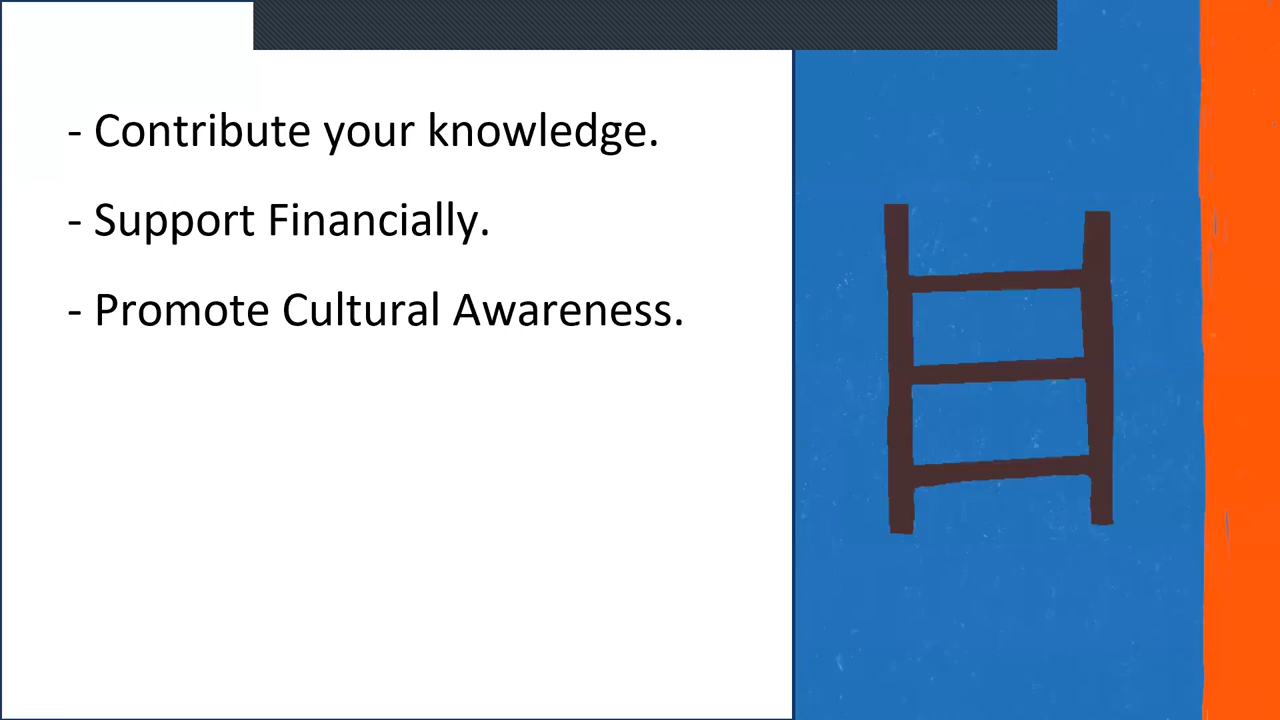 - Contribute your knowledge.
- Support Financially.
- Promote Cultural Awareness.